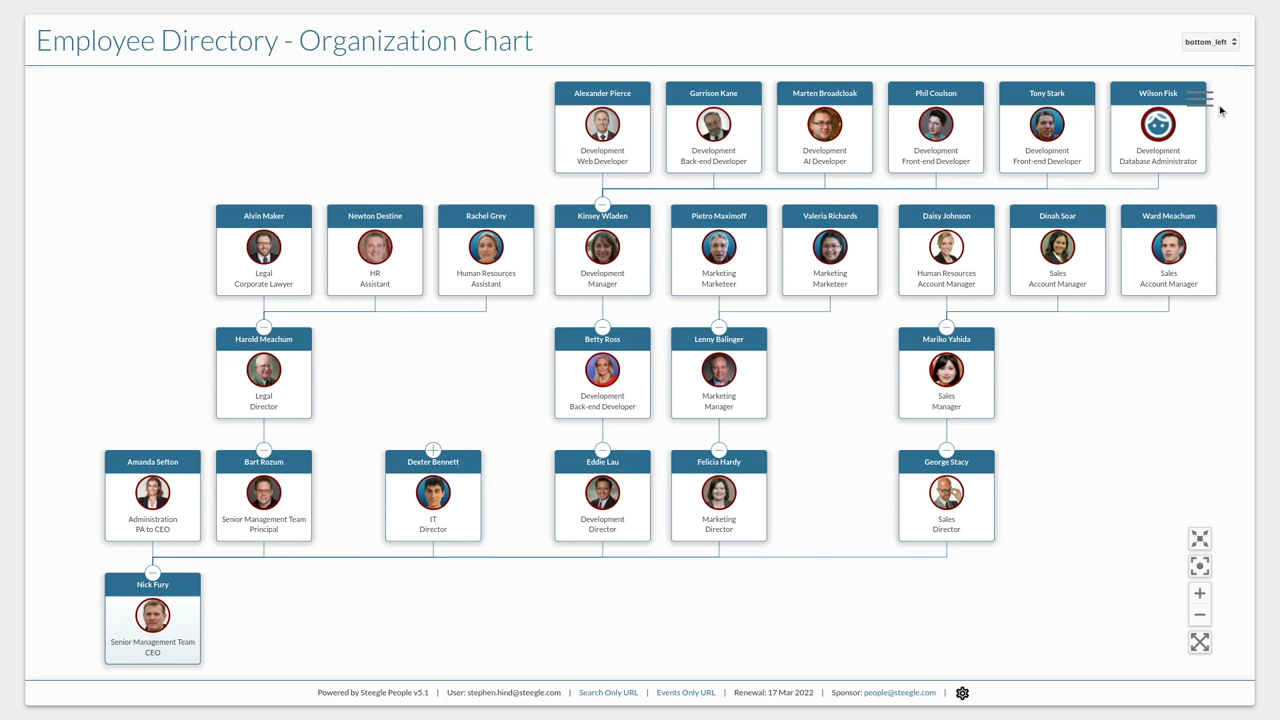 Employee Directory - Organization Chart
bottom_left
Alexander Pierce
Development
Web Developer
Garrison Kane
Development
Back-end Developer
Marten Broadcloak
Development
AI Developer
Phil Coulson
Development
Front-end Developer
Tony Stark
Development
Front-end Developer
Wilson Fisk
Development
Database Administrator
Alvin Maker
Legal
Corporate Lawyer
Newton Destine
HR
Assistant
Rachel Grey
Human Resources
Assistant
Kinsey Wladen
Development
Manager
Pietro Maximoff
Marketing
Marketeer
Valeria Richards
Marketing
Marketeer
Daisy Johnson
Human Resources
Account Manager
Dinah Soar
Sales
Account Manager
Ward Meachum
Sales
Account Manager
Harold Meachum
Legal
Director
Betty Ross
Development
Back-end Developer
Lenny Balinger
Marketing
Manager
Mariko Yahida
Sales
Manager
Amanda Sefton
Administration
PA to CEO
Bart Rozum
Senior Management Team
Principal
Dexter Bennett
IT
Director
Eddie Lau
Development
Director
Felicia Hardy
Marketing
Director
George Stacy
Sales
Director
Nick Fury
Senior Management Team
CEO
Powered by Steegle People v5.1 | User: stephen.hind@steegle.com | Search Only URL | Events Only URL | Renewal: 17 Mar 2022 | Sponsor: people@steegle.com |